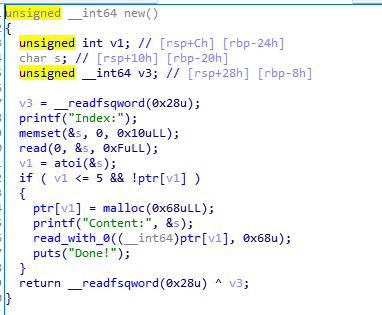 unsigned __int64 new()
{
unsigned int v1; // [rsp+Ch] [rbp-24h]
char s; // [rsp+10h] [rbp-20h]
unsigned __int64 v3; // [rsp+28h] [rbp-8h]
v3 = __readfsqword(0x28u);
printf("Index:");
memset(&s, 0, 0x10uLL);
read(0, &s, 0xFuLL);
v1 = atoi(&s);
if ( v1 <= 5 && !ptr[v1] )
{
ptr[v1] = malloc(0x68uLL);
printf("Content:", &s);
read_with_0((__int64)ptr[v1], 0x68u);
puts("Done!");
}
return __readfsqword(0x28u) ^ v3;
}